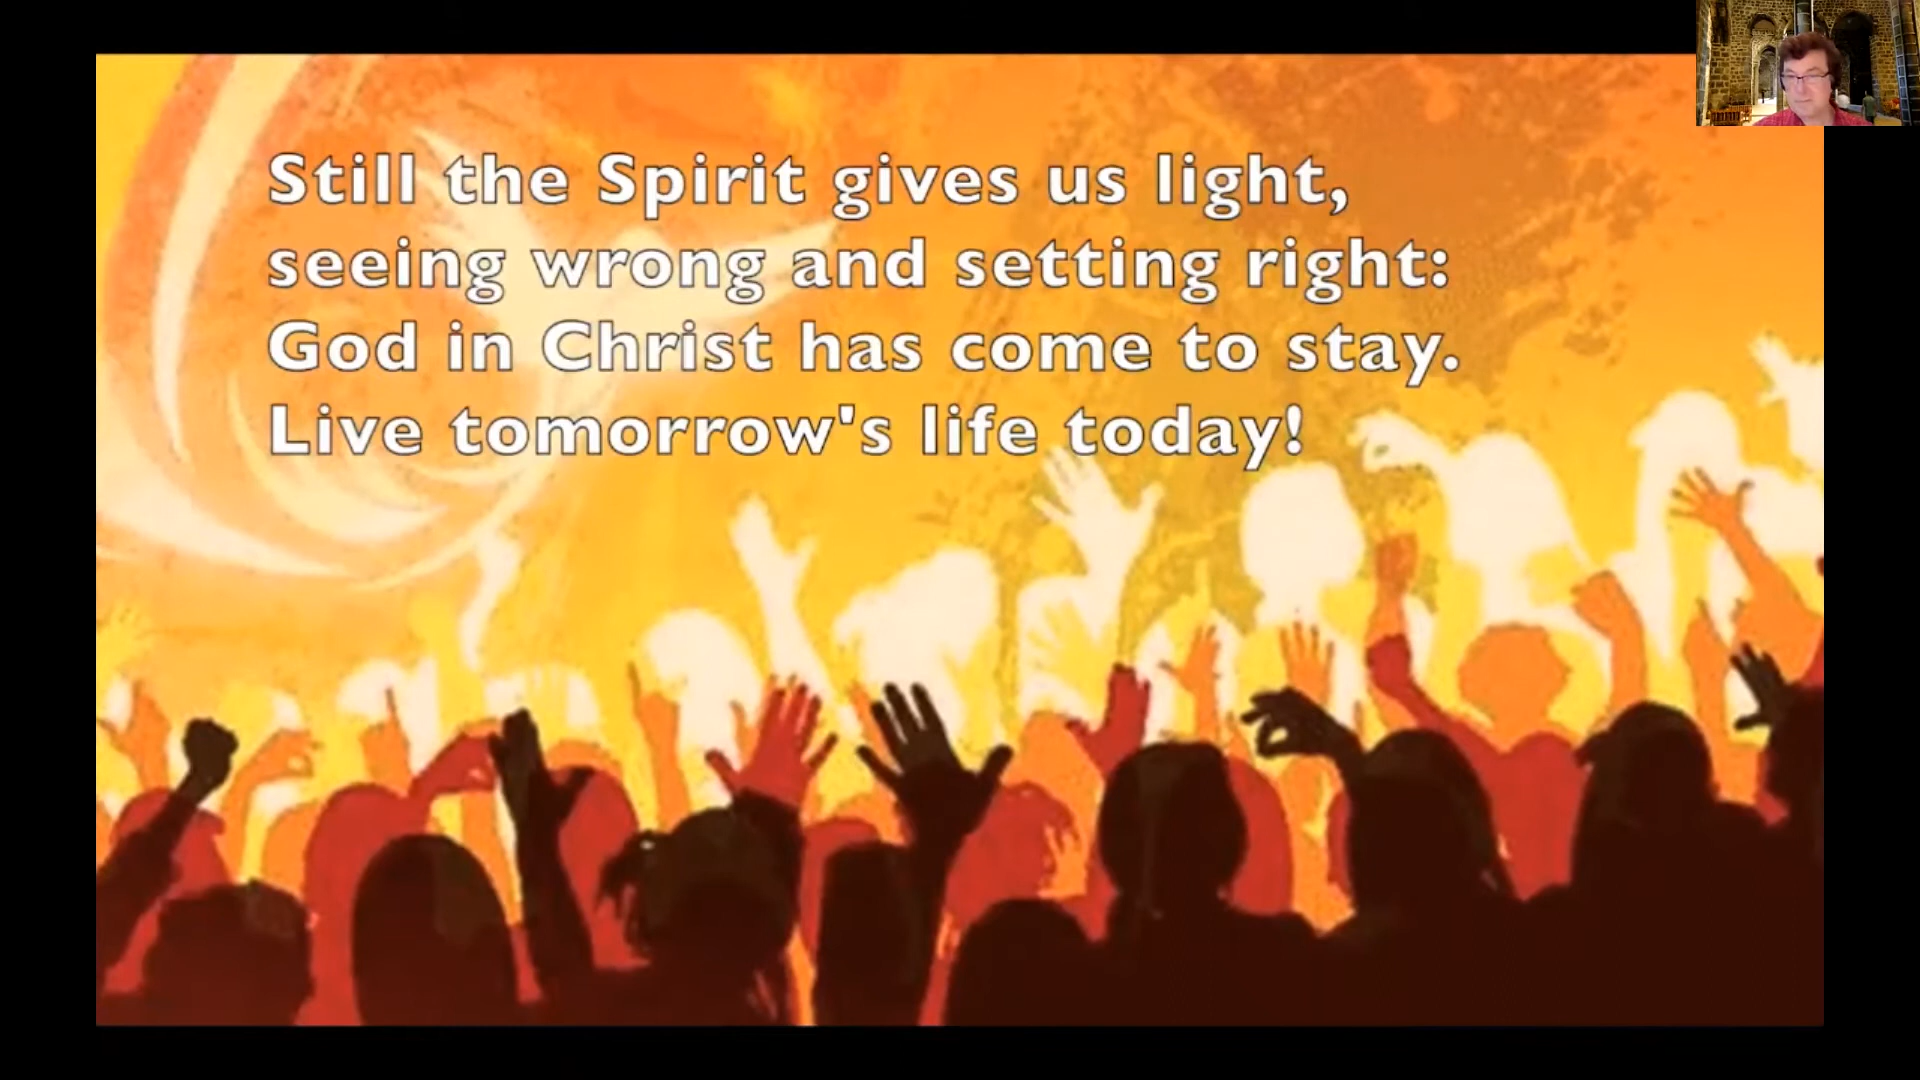 Still the Spirit gives us light,
seeing wrong and setting right:
God in Christ has come to stay.
Live tomorrow's life today!